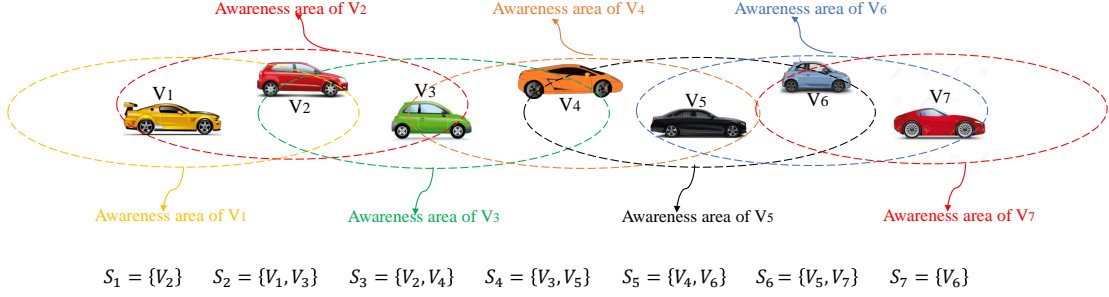 Awareness area of V2 Awareness area of V4 Awareness area of V6
V1 V2 V3 V4 V5 V6 V7
Awareness area of V1 Awareness area of V3 Awareness area of V5 Awareness area of V7
S₁ = {V₂} S₂ = {V₁, V₃} S₃ = {V₂, V₄} S₄ = {V₃, V₅} S₅ = {V₄, V₆} S₆ = {V₅, V₇} S₇ = {V₆}